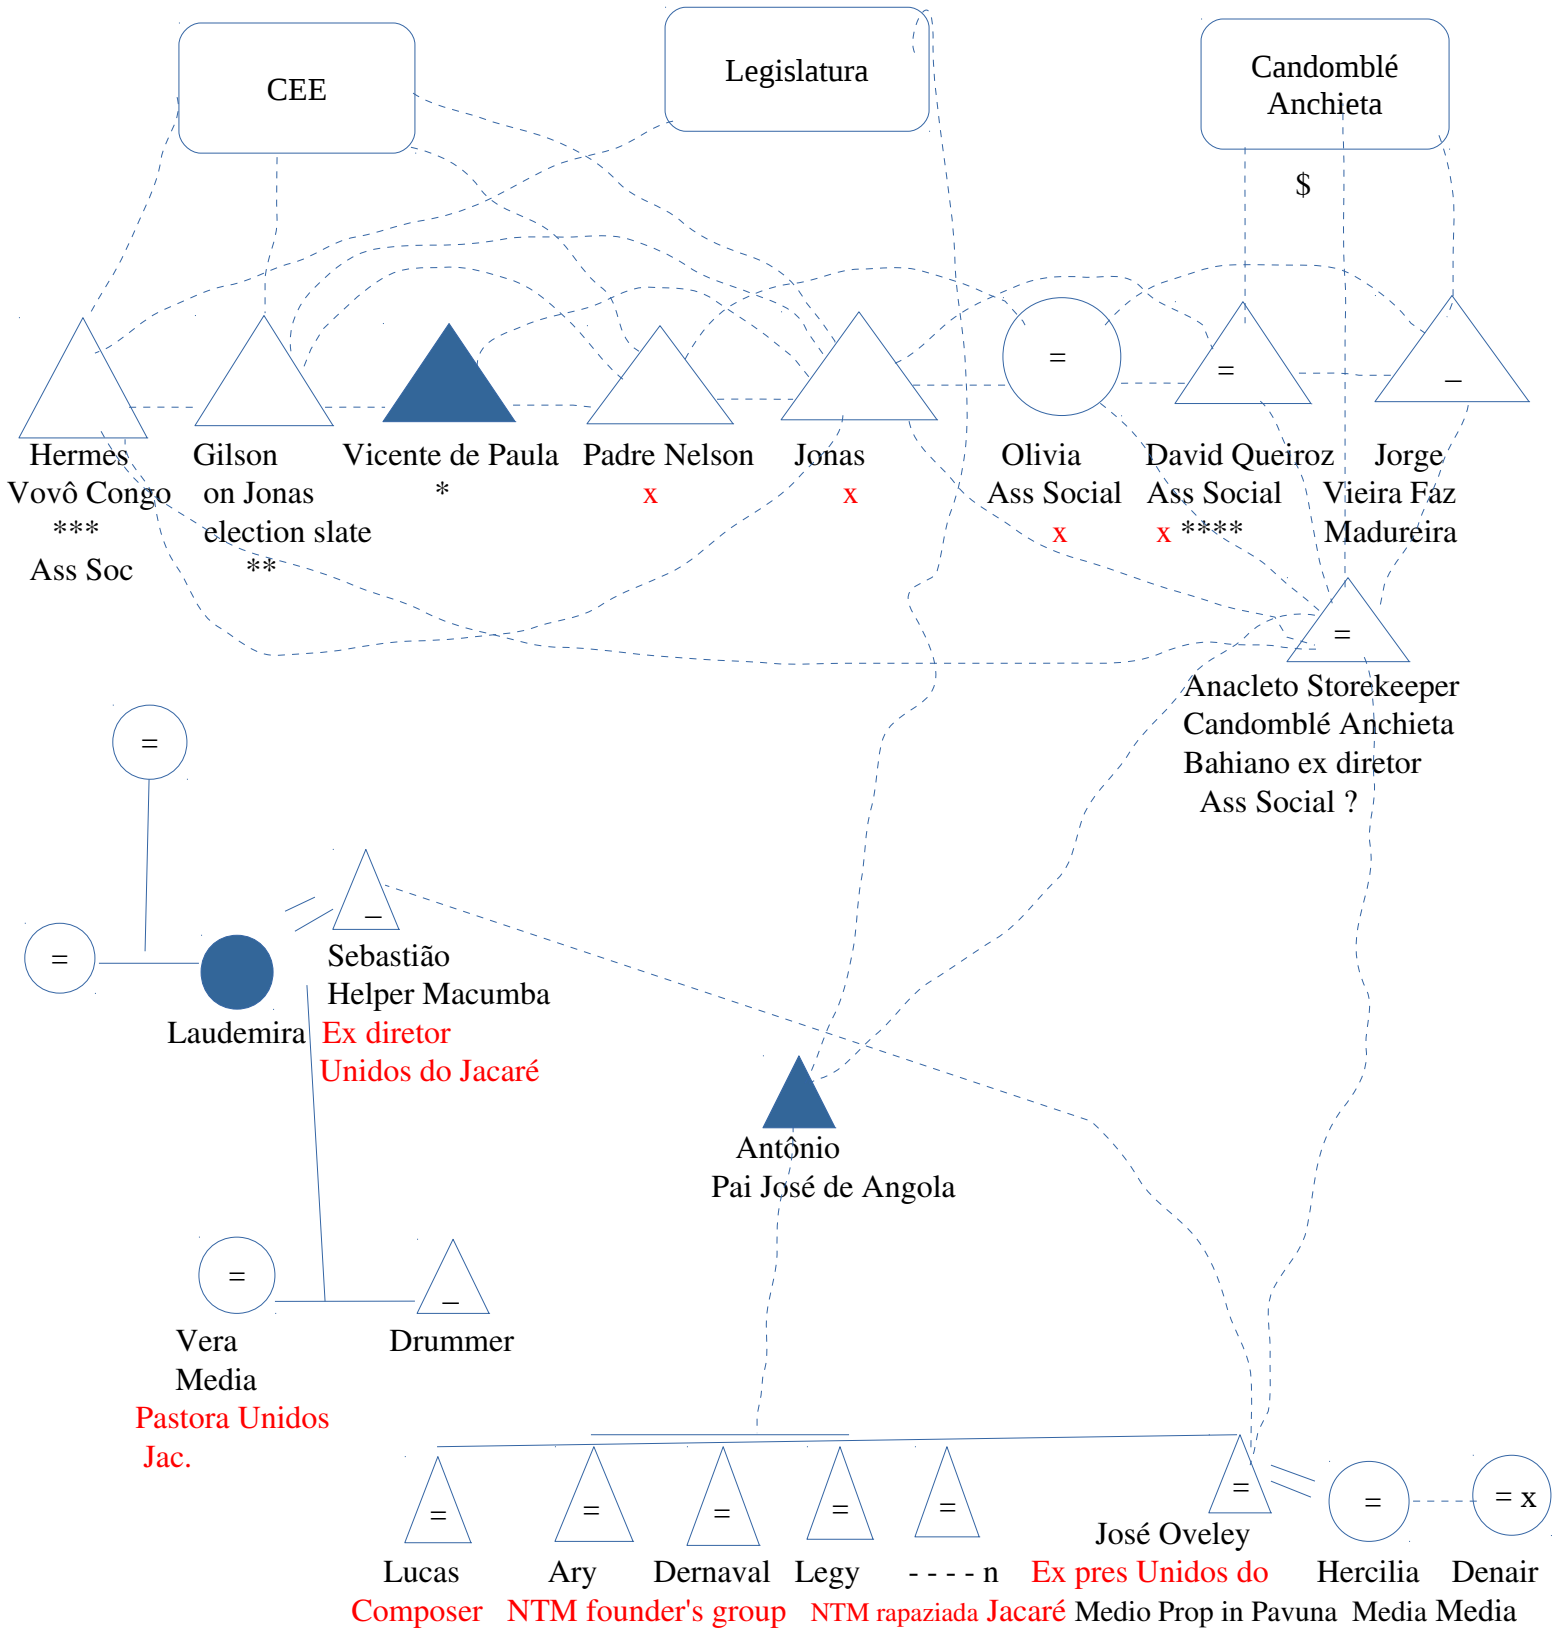 CEE
Legislatura
Candomblé
Anchieta
$
=
=
_
Hermes Gilson Vicente de Paula Padre Nelson Jonas Olivia David Queiroz Jorge
Vovô Congo on Jonas * x x Ass Social Ass Social Vieira Faz
*** election slate x x **** Madureira
Ass Soc **
=
Anacleto Storekeeper
Candomblé Anchieta
Bahiano ex diretor
Ass Social ?
=
_
=
Sebastião
Helper Macumba
Laudemira Ex diretor
Unidos do Jacaré
Antônio
Pai José de Angola
=
_
Vera Drummer
Media
Pastora Unidos
Jac.
= = = = = = = = x
José Oveley
Lucas Ary Dernaval Legy - - - - n Ex pres Unidos do Hercilia Denair
Composer NTM founder's group NTM rapaziada Jacaré Medio Prop in Pavuna Media Media